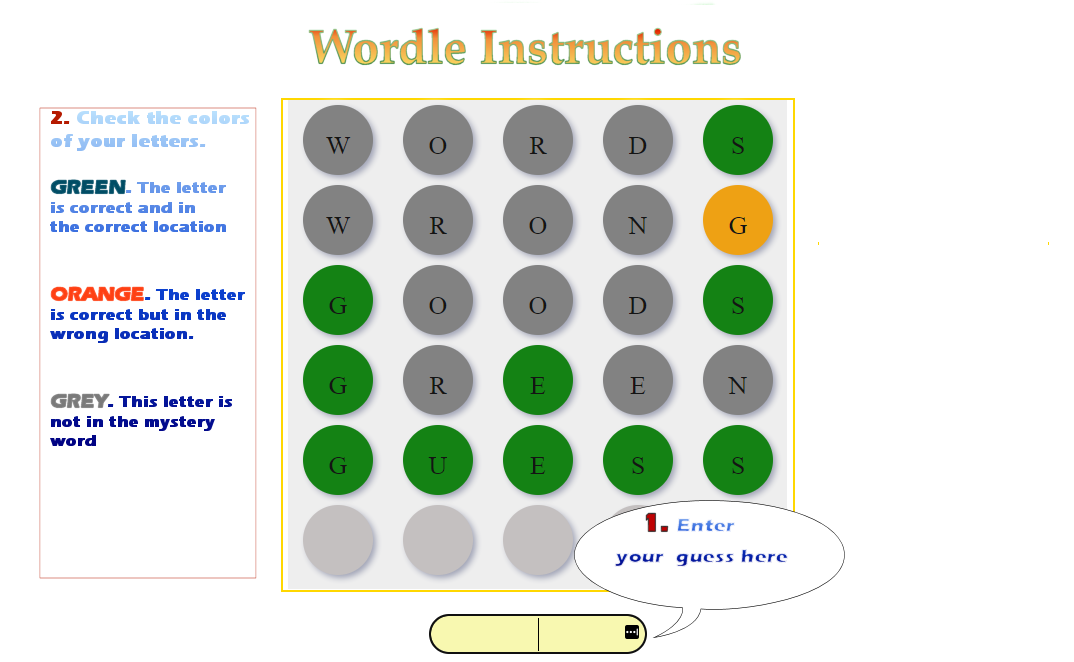 Wordle Instructions
2. Check the colors
of your letters.
GREEN. The letter
is correct and in
the correct location
ORANGE. The letter
is correct but in the
wrong location.
GREY. This letter is
not in the mystery
word
W O R D S
W R O N G
G O O D S
G R E E N
G U E S S
1. Enter
your guess here